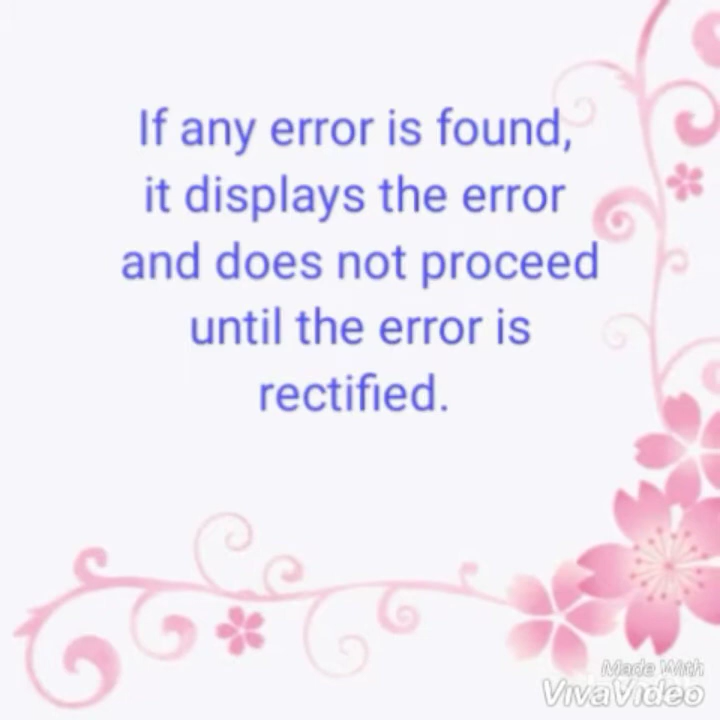 If any error is found,
it displays the error
and does not proceed
until the error is
rectified.
Made With
VivaVideo